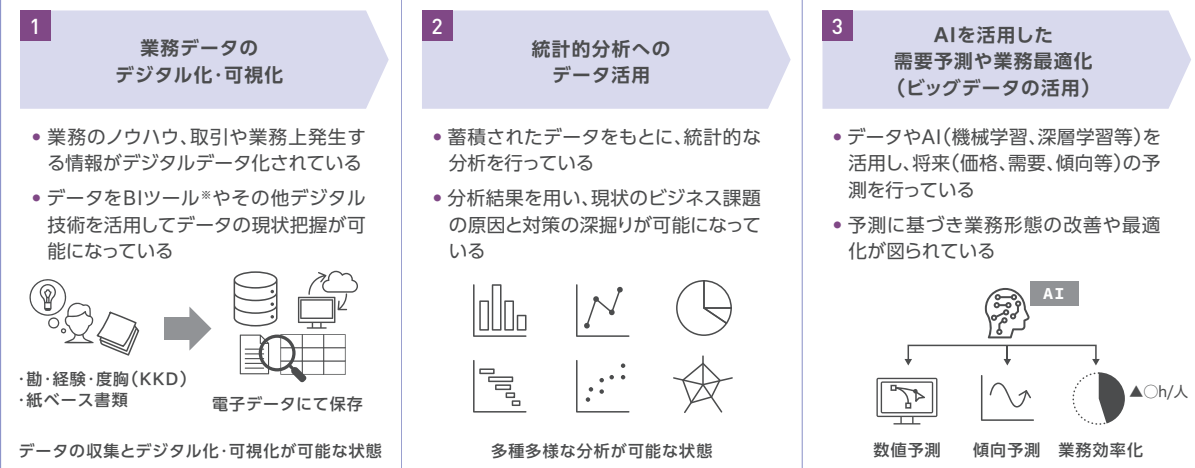 1
業務データの
デジタル化・可視化
• 業務のノウハウ、取引や業務上発生す
る情報がデジタルデータ化されている
• データをBIツール※やその他デジタル
技術を活用してデータの現状把握が可
能になっている
・勘・経験・度胸(KKD)
・紙ベース書類
電子データにて保存
データの収集とデジタル化・可視化が可能な状態
2
統計的分析への
データ活用
• 蓄積されたデータをもとに、統計的な
分析を行っている
• 分析結果を用い、現状のビジネス課題
の原因と対策の深掘りが可能になって
いる
多種多様な分析が可能な状態
3
AIを活用した
需要予測や業務最適化
(ビッグデータの活用)
• データやAI(機械学習、深層学習等)を
活用し、将来(価格、需要、傾向等)の予
測を行っている
• 予測に基づき業務形態の改善や最適
化が図られている
AI
▲○h/人
数値予測 傾向予測 業務効率化